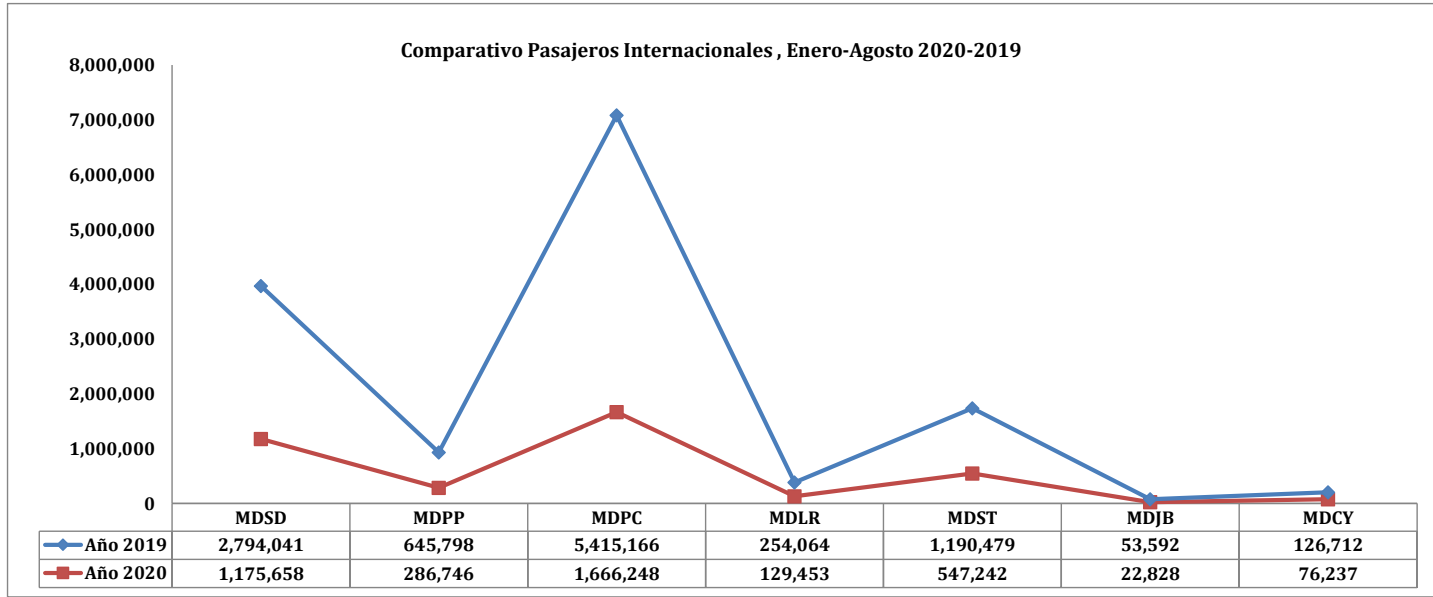 Comparativo Pasajeros Internacionales , Enero-Agosto 2020-2019
8,000,000
7,000,000
6,000,000
5,000,000
4,000,000
3,000,000
2,000,000
1,000,000
0
MDSD MDPP MDPC MDLR MDST MDJB MDCY
Año 2019 2,794,041 645,798 5,415,166 254,064 1,190,479 53,592 126,712
Año 2020 1,175,658 286,746 1,666,248 129,453 547,242 22,828 76,237